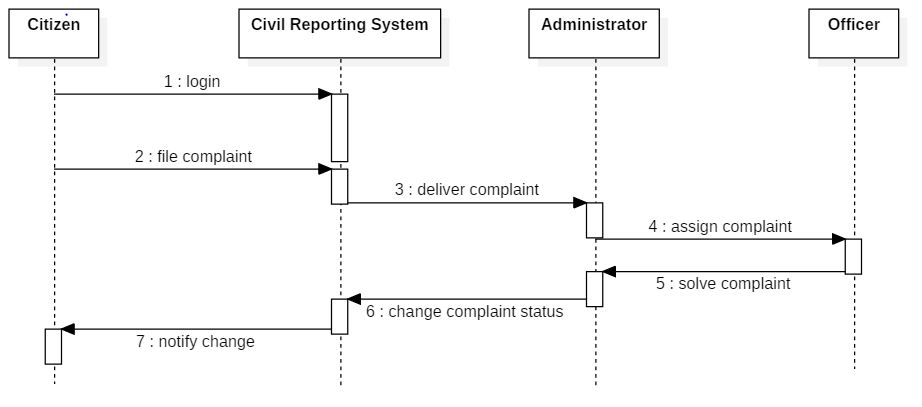 Citizen
Civil Reporting System
Administrator
Officer
1 : login
2 : file complaint
3 : deliver complaint
4 : assign complaint
5 : solve complaint
6 : change complaint status
7 : notify change